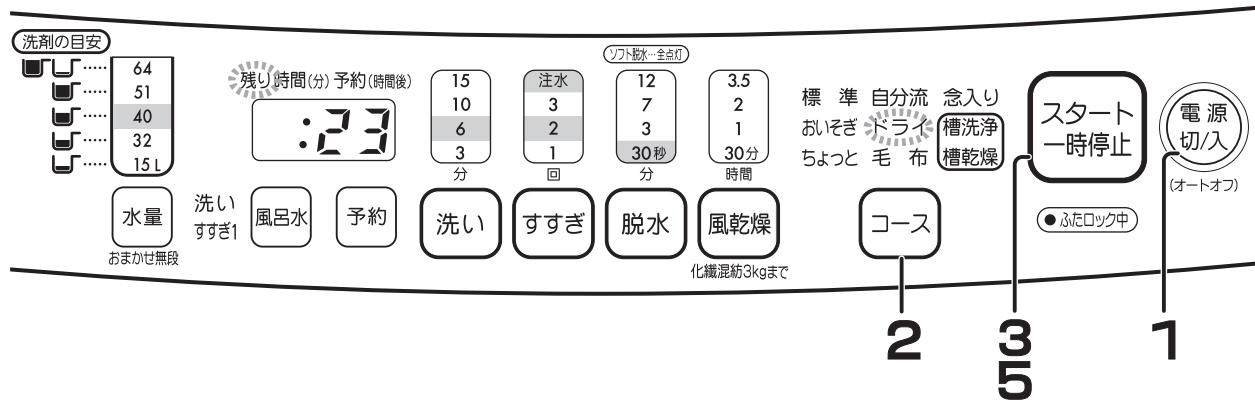 洗剤の目安
64
51
40
32
15 L
水量
おまかせ無段
残り時間(分) 予約(時間後)
:23
洗い
すすぎ1
風呂水
予約
15
10
6
3
分
洗い
注水
3
2
1
回
すすぎ
ソフト脱水…全点灯
12
7
3
30秒
分
脱水
3.5
2
1
30分
時間
風乾燥
化繊混紡3kgまで
標準 自分流 念入り
おいそぎ ドライ 槽洗浄
ちょっと 毛布 槽乾燥
コース
スタート
一時停止
ふたロック中
電源
切/入
(オートオフ)
2
3
5
1